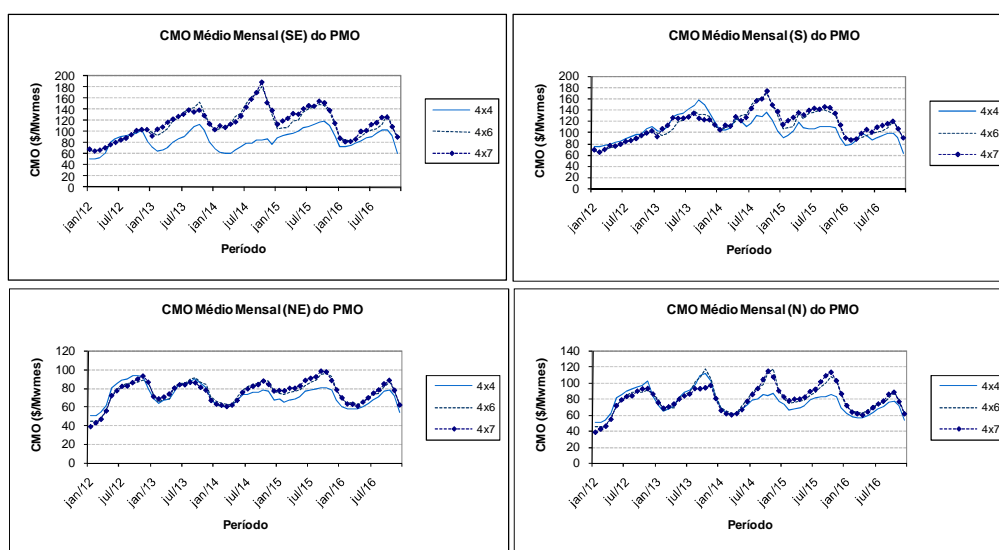 CMO Médio Mensal (SE) do PMO
CMO ($/Mwmes)
200
180
160
140
120
100
80
60
40
20
0
jan/12
jul/12
jan/13
jul/13
jan/14
jul/14
jan/15
jul/15
jan/16
jul/16
Período
4x4
4x6
4x7
CMO Médio Mensal (S) do PMO
CMO ($/Mwmes)
200
180
160
140
120
100
80
60
40
20
0
jan/12
jul/12
jan/13
jul/13
jan/14
jul/14
jan/15
jul/15
jan/16
jul/16
Período
4x4
4x6
4x7
CMO Médio Mensal (NE) do PMO
CMO ($/Mwmes)
120
100
80
60
40
20
0
jan/12
jul/12
jan/13
jul/13
jan/14
jul/14
jan/15
jul/15
jan/16
jul/16
Período
4x4
4x6
4x7
CMO Médio Mensal (N) do PMO
CMO ($/Mwmes)
140
120
100
80
60
40
20
0
jan/12
jul/12
jan/13
jul/13
jan/14
jul/14
jan/15
jul/15
jan/16
jul/16
Período
4x4
4x6
4x7